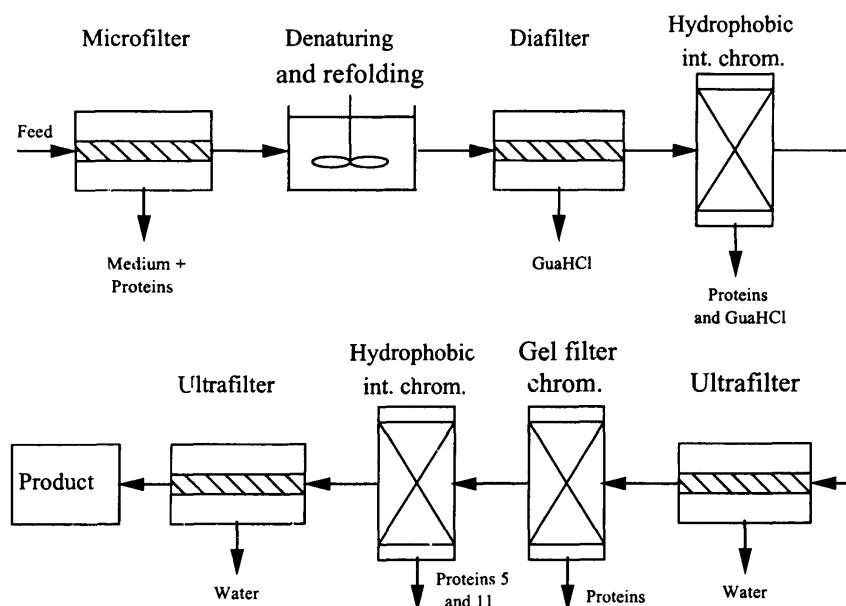 Microfilter
Denaturing
and refolding
Diafilter
Hydrophobic
int. chrom.
Feed
Medium +
Proteins
GuaHCl
Proteins
and GuaHCl
Ultrafilter
Hydrophobic
int. chrom.
Gel filter
chrom.
Ultrafilter
Product
Water
Proteins 5
and 11
Proteins
Water